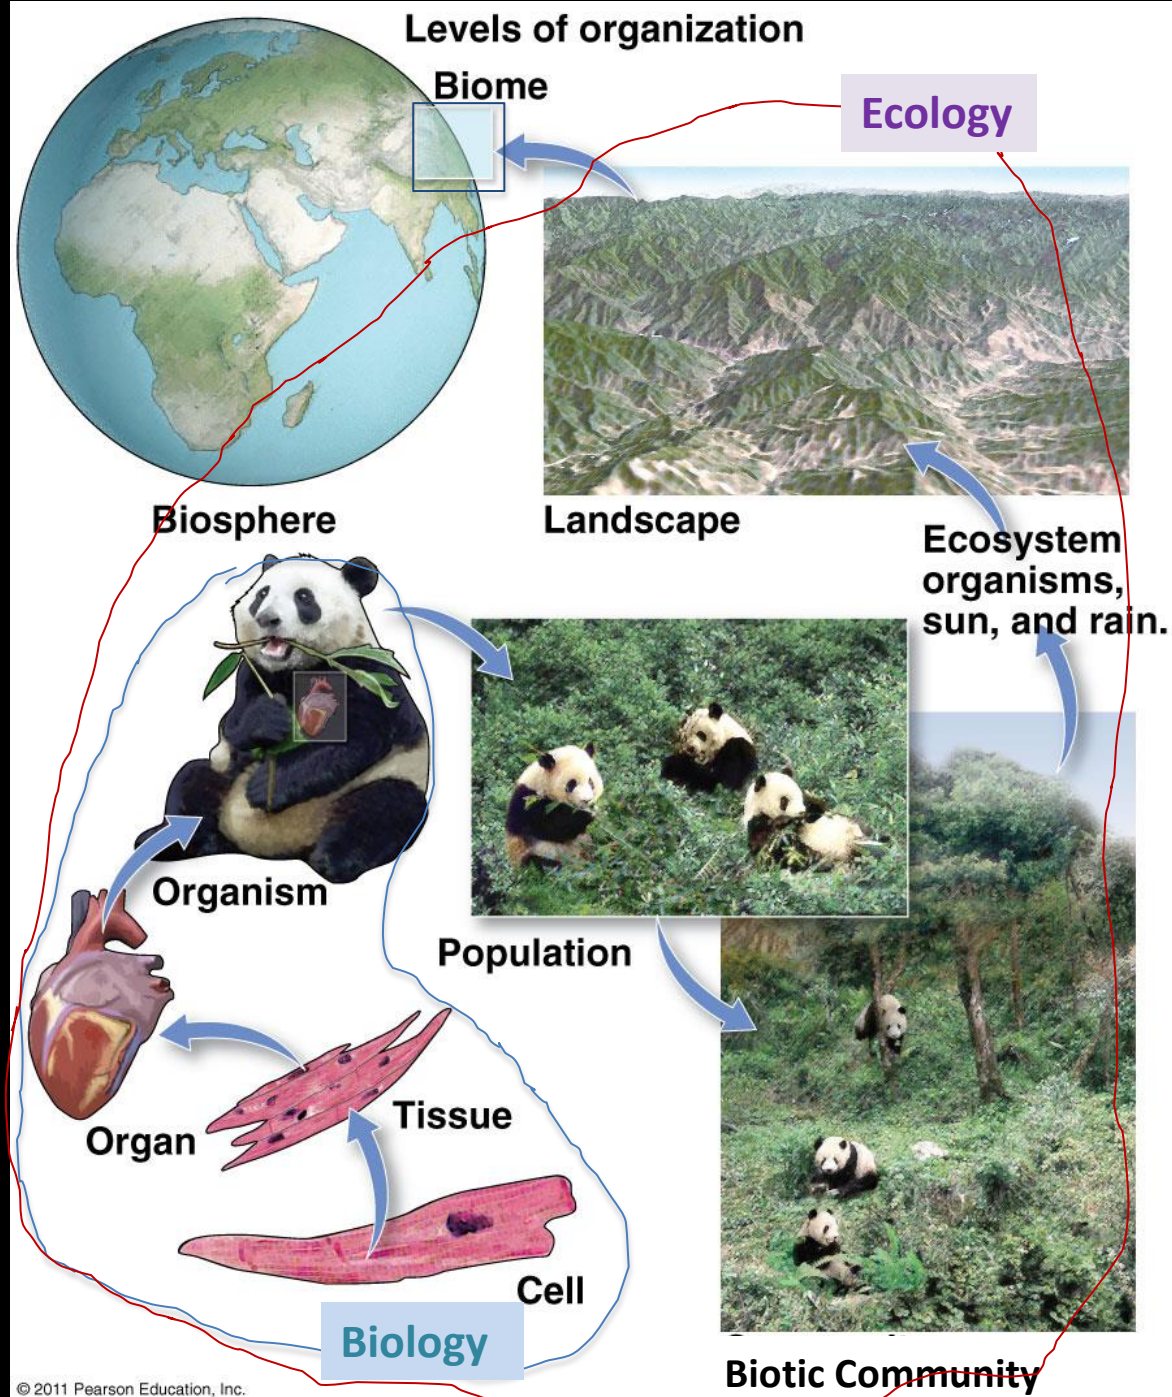 Levels of organization
Biome
Ecology
Biosphere
Landscape
Ecosystem
organisms,
sun, and rain.
Organism
Population
Organ
Tissue
Cell
Biology
Biotic Community
© 2011 Pearson Education, Inc.